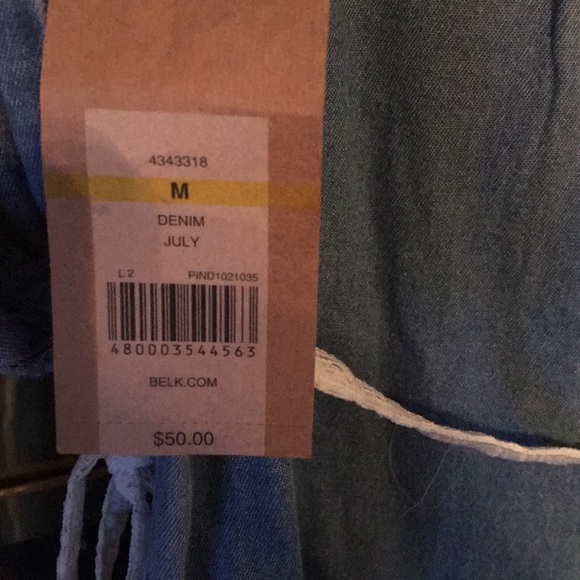 4343318
M
DENIM
JULY
L 2 PIND1021035
480003544563
BELK.COM
$50.00